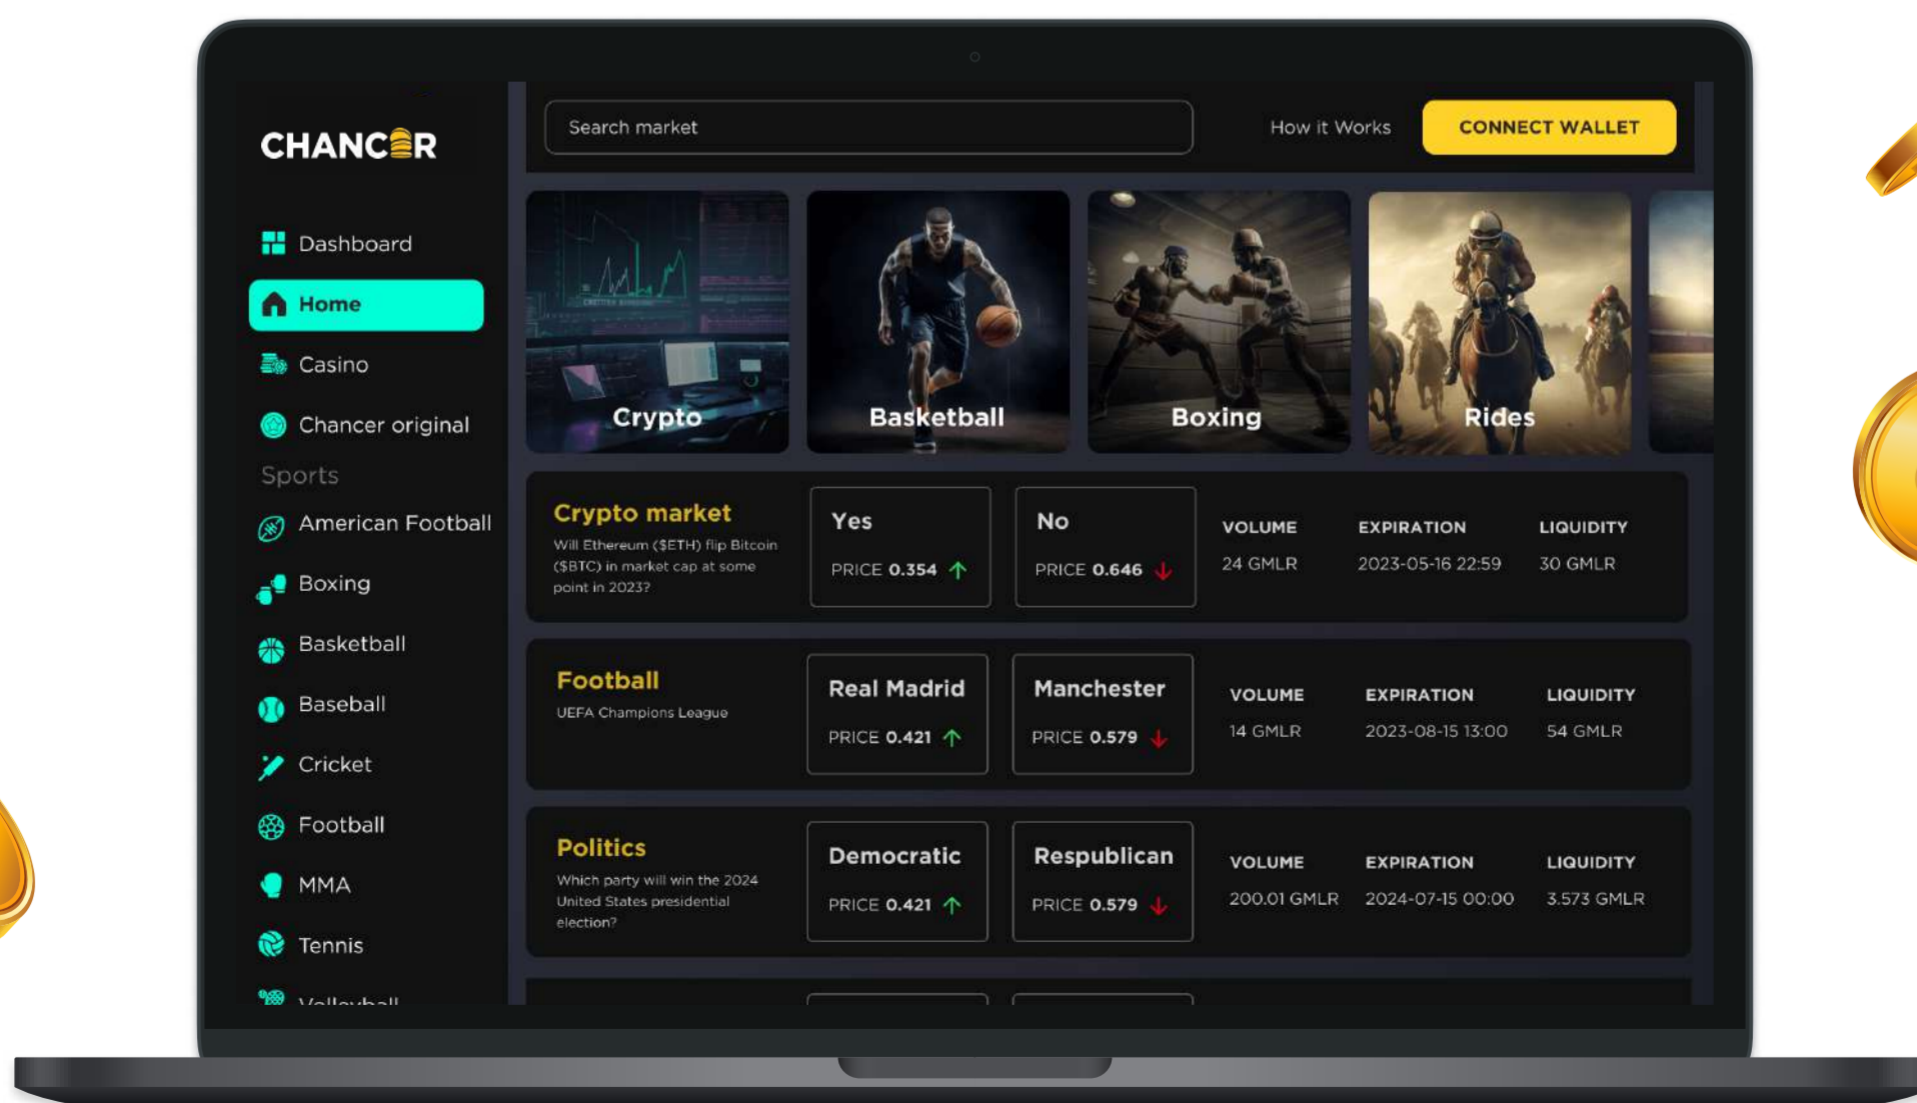 CHANCER
Search market
How it Works
CONNECT WALLET
Dashboard
Home
Casino
Chancer original
Sports
American Football
Boxing
Basketball
Baseball
Cricket
Football
MMA
Tennis
Volleyball
Crypto
Basketball
Boxing
Rides
Crypto market
Will Ethereum ($ETH) flip Bitcoin
($BTC) in market cap at some
point in 2023?
Yes
PRICE 0.354
No
PRICE 0.646
VOLUME
24 GMLR
EXPIRATION
2023-05-16 22:59
LIQUIDITY
30 GMLR
Football
UEFA Champions League
Real Madrid
PRICE 0.421
Manchester
PRICE 0.579
VOLUME
14 GMLR
EXPIRATION
2023-08-15 13:00
LIQUIDITY
54 GMLR
Politics
Which party will win the 2024
United States presidential
election?
Democratic
PRICE 0.421
Respublican
PRICE 0.579
VOLUME
200.01 GMLR
EXPIRATION
2024-07-15 00:00
LIQUIDITY
3.573 GMLR